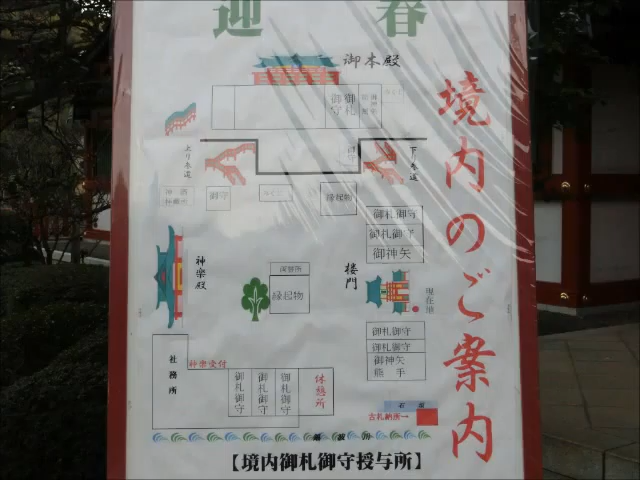 迎春
境内のご案内
御本殿
御守
御札
上り参道
下り参道
御守
縁起物
御札御守
御札御守
御神矢
神楽殿
縁起物
楼門
現在地
御札御守
御札御守
御神矢
熊手
社務所
神楽受付
御札御守
御札御守
御札御守
休憩所
古札納所→
【境内御札御守授与所】